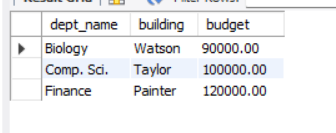 dept_name building budget
Biology Watson 90000.00
Comp. Sci. Taylor 100000.00
Finance Painter 120000.00